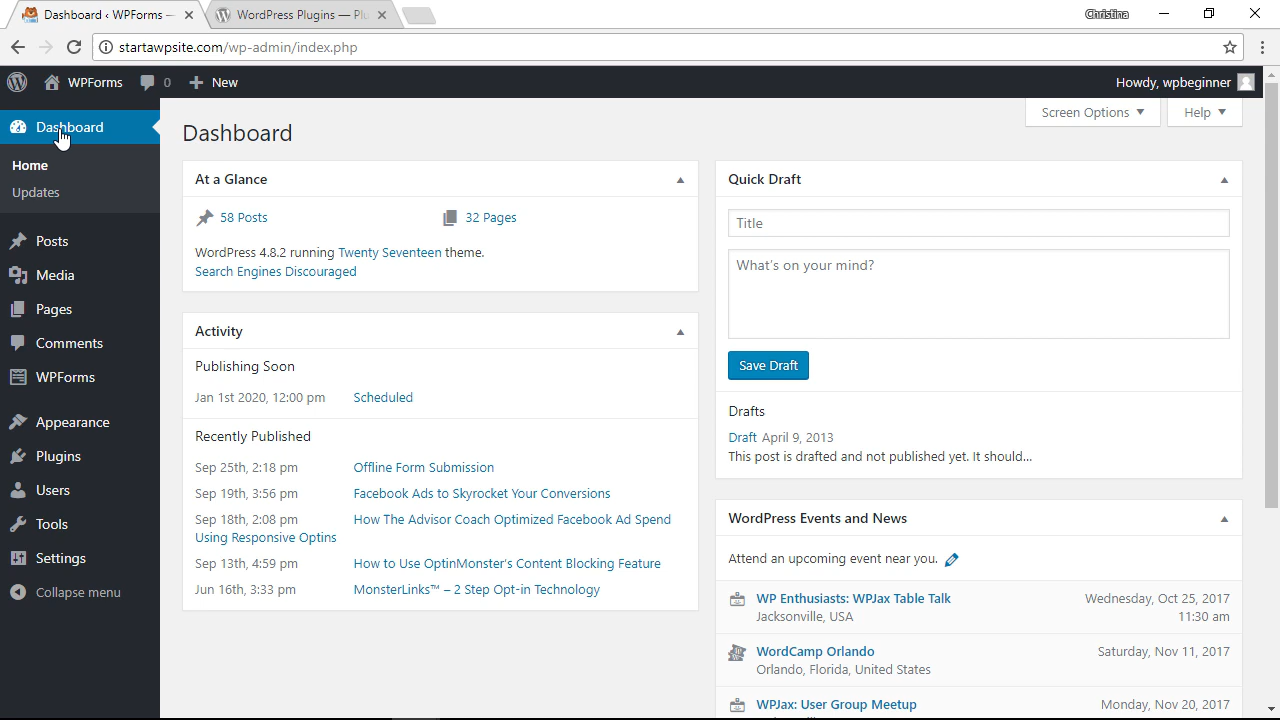 Dashboard ‹ WPForms —
WordPress Plugins — Plu
Christina
startawpsite.com/wp-admin/index.php
WPForms
0
New
Howdy, wpbeginner
Dashboard
Home
Updates
Posts
Media
Pages
Comments
WPForms
Appearance
Plugins
Users
Tools
Settings
Collapse menu
Screen Options
Help
Dashboard
At a Glance
58 Posts
32 Pages
WordPress 4.8.2 running Twenty Seventeen theme.
Search Engines Discouraged
Activity
Publishing Soon
Jan 1st 2020, 12:00 pm Scheduled
Recently Published
Sep 25th, 2:18 pm Offline Form Submission
Sep 19th, 3:56 pm Facebook Ads to Skyrocket Your Conversions
Sep 18th, 2:08 pm How The Advisor Coach Optimized Facebook Ad Spend
Using Responsive Optins
Sep 13th, 4:59 pm How to Use OptinMonster's Content Blocking Feature
Jun 16th, 3:33 pm MonsterLinks™ – 2 Step Opt-in Technology
Quick Draft
Title
What's on your mind?
Save Draft
Drafts
Draft April 9, 2013
This post is drafted and not published yet. It should...
WordPress Events and News
Attend an upcoming event near you.
WP Enthusiasts: WPJax Table Talk Wednesday, Oct 25, 2017
Jacksonville, USA 11:30 am
WordCamp Orlando Saturday, Nov 11, 2017
Orlando, Florida, United States
WPJax: User Group Meetup Monday, Nov 20, 2017